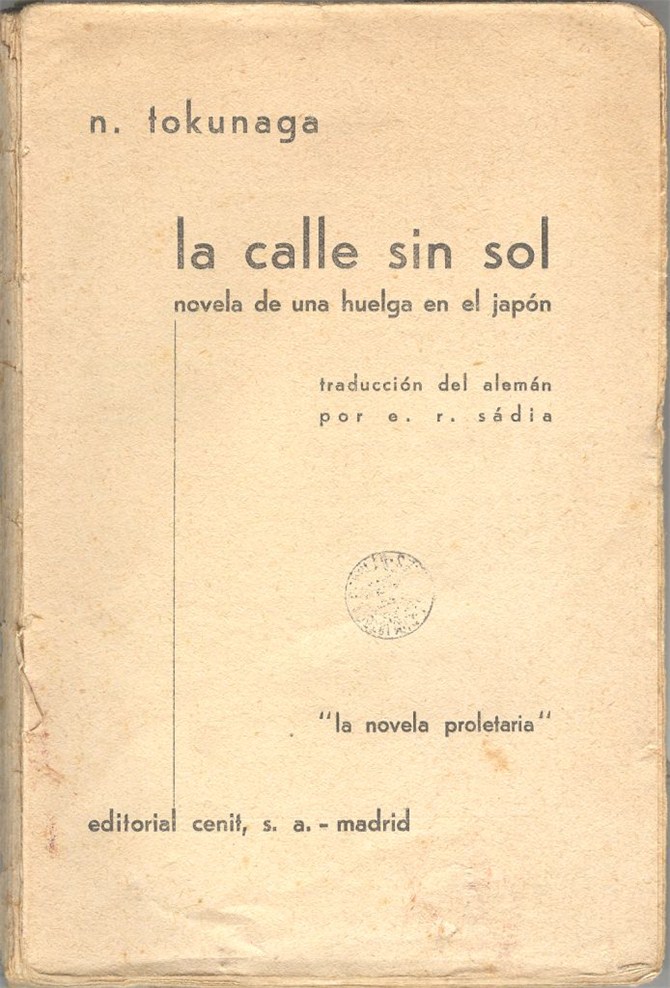 n. tokunaga
la calle sin sol
novela de una huelga en el japón
traducción del alemán
por e. r. sádia
"la novela proletaria"
editorial cenit, s. a. - madrid